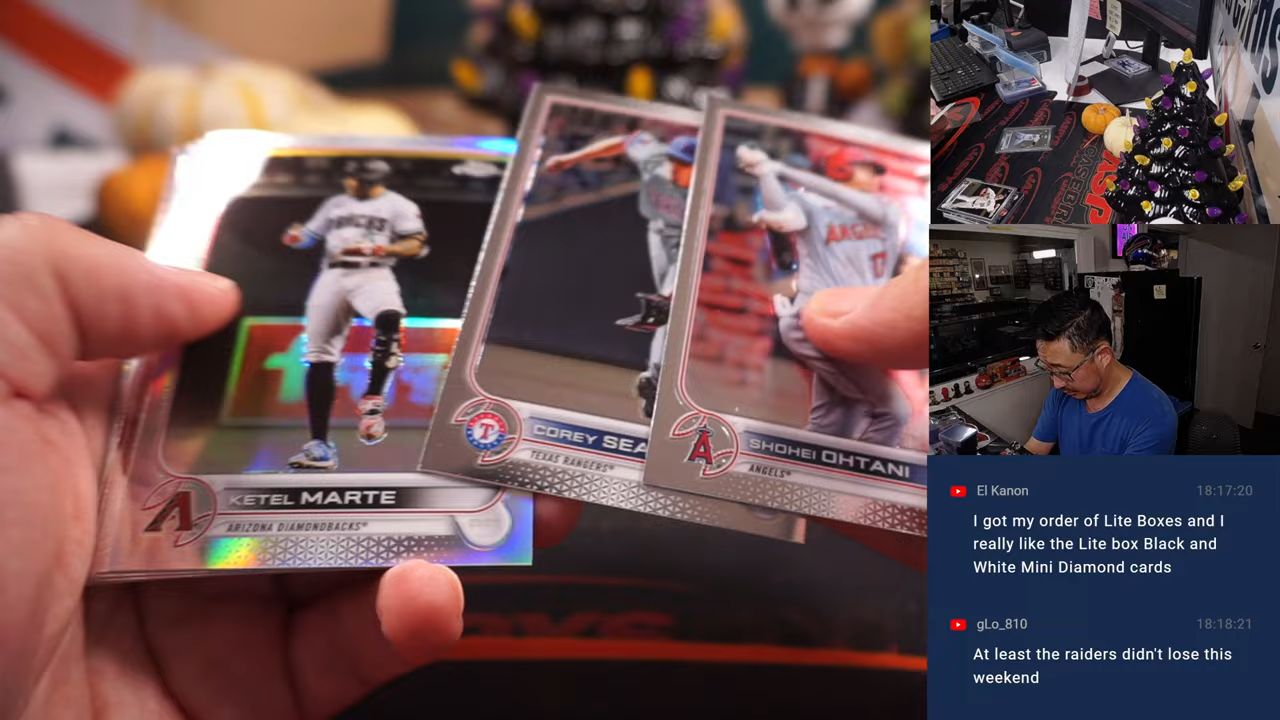 KETEL MARTE
ARIZONA DIAMONDBACKS®
COREY SEA
TEXAS RANGERS®
SHOHEI OHTANI
ANGELS®
ANGE
17
El Kanon 18:17:20
I got my order of Lite Boxes and I
really like the Lite box Black and
White Mini Diamond cards
gLo_810 18:18:21
At least the raiders didn't lose this
weekend